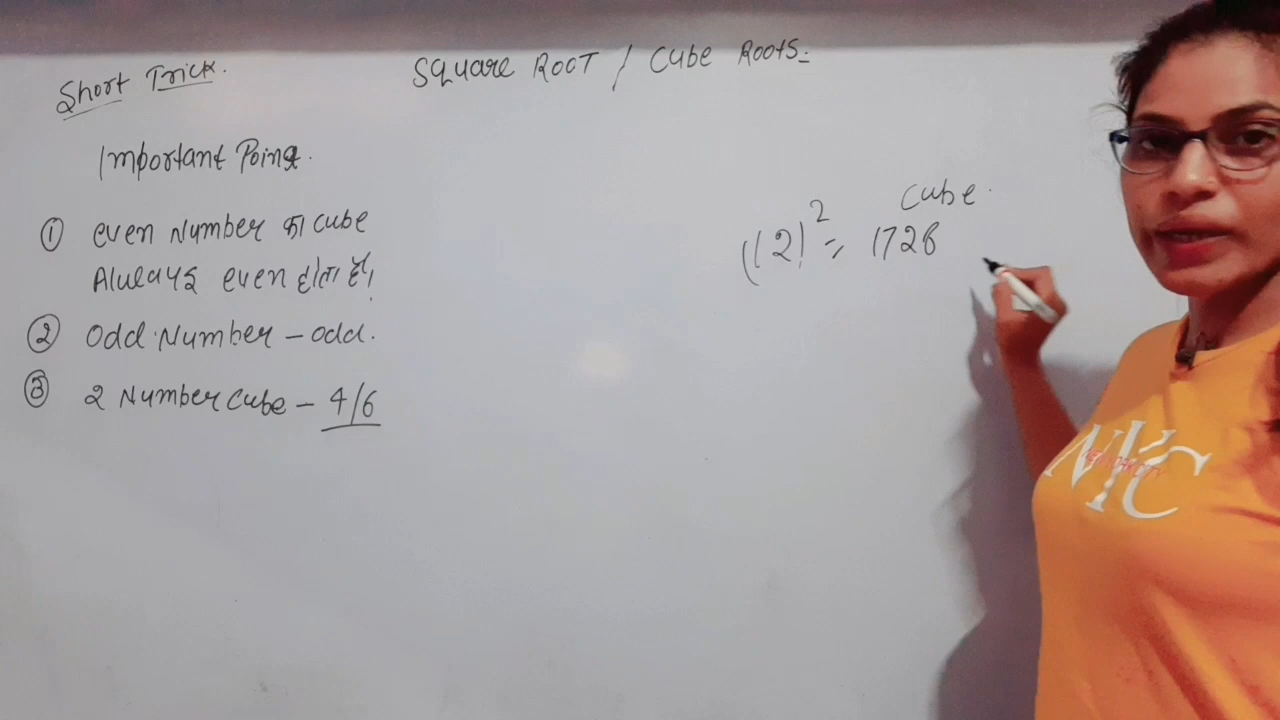 Short Trick.
Square Root / Cube Roots:
Important Point.
① even Number का cube
Always even होता है।
② Odd Number - odd.
③ 2 Number Cube - 4/6
Cube.
(12)² = 1728
NYC